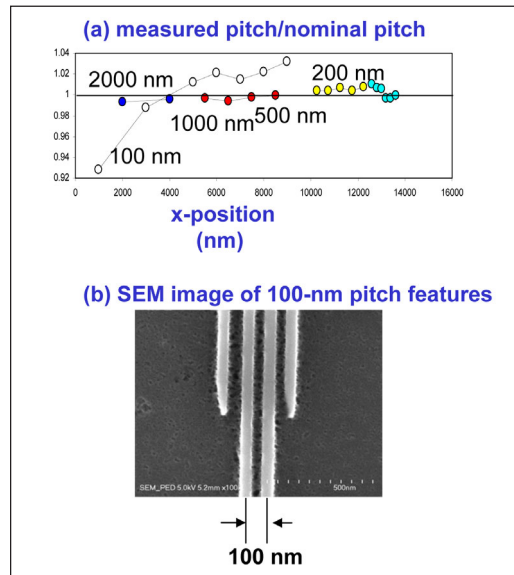 (a) measured pitch/nominal pitch
1.04
1.02
1
0.98
0.96
0.94
0.92
2000 nm
100 nm
1000 nm
500 nm
200 nm
0 2000 4000 6000 8000 10000 12000 14000 16000
x-position
(nm)
(b) SEM image of 100-nm pitch features
SEM_PED 5.0kV 5.2mm x100
500nm
100 nm